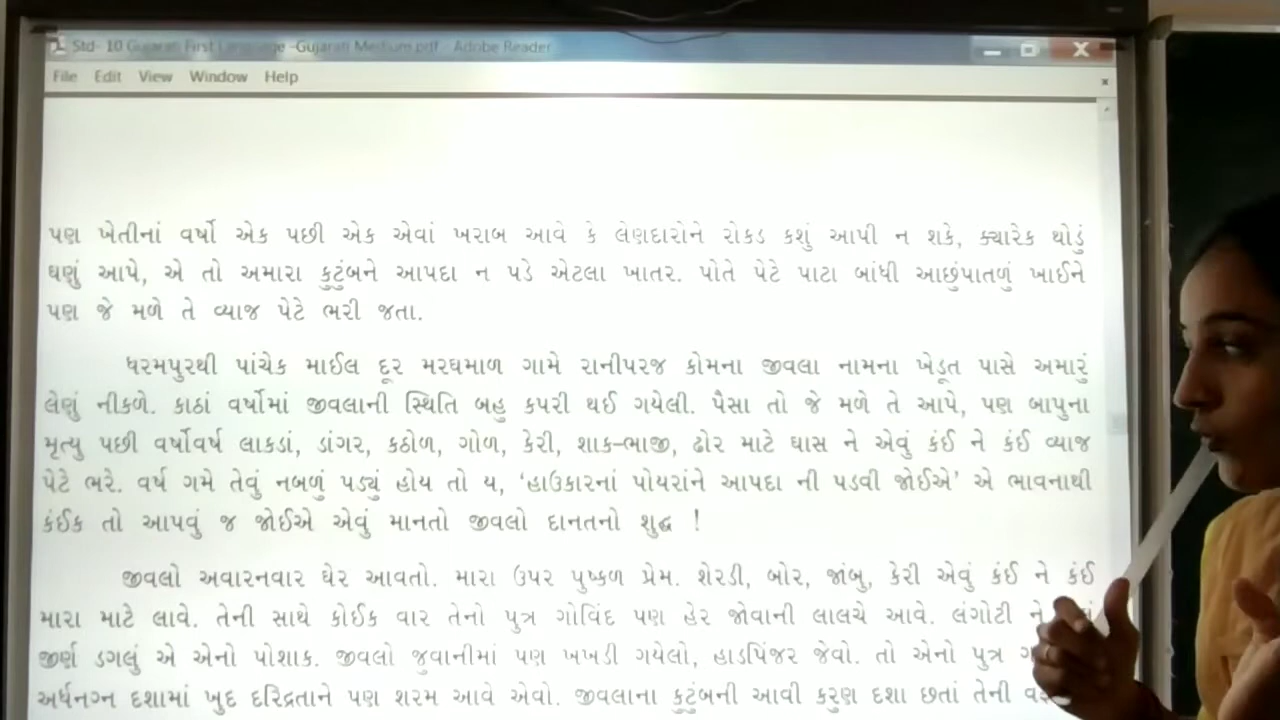 Std- 10 Gujarati First Language -Gujarati Medium.pdf - Adobe Reader
File Edit View Window Help
પણ ખેતીનાં વર્ષો એક પછી એક એવાં ખરાબ આવે કે લેણદારોને રોકડ કશું આપી ન શકે, ક્યારેક થોડું
ઘણું આપે, એ તો અમારા કુટુંબને આપદા ન પડે એટલા ખાતર. પોતે પેટે પાટા બાંધી આછુંપાતળું ખાઈને
પણ જે મળે તે વ્યાજ પેટે ભરી જતા.
ધરમપુરથી પાંચેક માઈલ દૂર મરઘમાળ ગામે રાનીપરજ કોમના જીવલા નામના ખેડૂત પાસે અમારું
લેણું નીકળે. કાઠાં વર્ષોમાં જીવલાની સ્થિતિ બહુ કપરી થઈ ગયેલી. પૈસા તો જે મળે તે આપે, પણ બાપુના
મૃત્યુ પછી વર્ષોવર્ષ લાકડાં, ડાંગર, કઠોળ, ગોળ, કેરી, શાક-ભાજી, ઢોર માટે ઘાસ ને એવું કંઈ ને કંઈ વ્યાજ
પેટે ભરે. વર્ષ ગમે તેવું નબળું પડ્યું હોય તો ય, ‘હાઉકારનાં પોયરાંને આપદા ની પડવી જોઈએ’ એ ભાવનાથી
કંઈક તો આપવું જ જોઈએ એવું માનતો જીવલો દાનતનો શુદ્ધ !
જીવલો અવારનવાર ઘેર આવતો. મારા ઉપર પુષ્કળ પ્રેમ. શેરડી, બોર, જાંબુ, કેરી એવું કંઈ ને કંઈ
મારા માટે લાવે. તેની સાથે કોઈક વાર તેનો પુત્ર ગોવિંદ પણ હેર જોવાની લાલચે આવે. લંગોટી ને
જીર્ણ ડગલું એ એનો પોશાક. જીવલો જુવાનીમાં પણ ખખડી ગયેલો, હાડપિંજર જેવો. તો એનો પુત્ર
અર્ધનગ્ન દશામાં ખુદ દરિદ્રતાને પણ શરમ આવે એવો. જીવલાના કુટુંબની આવી કરુણ દશા છતાં તેની